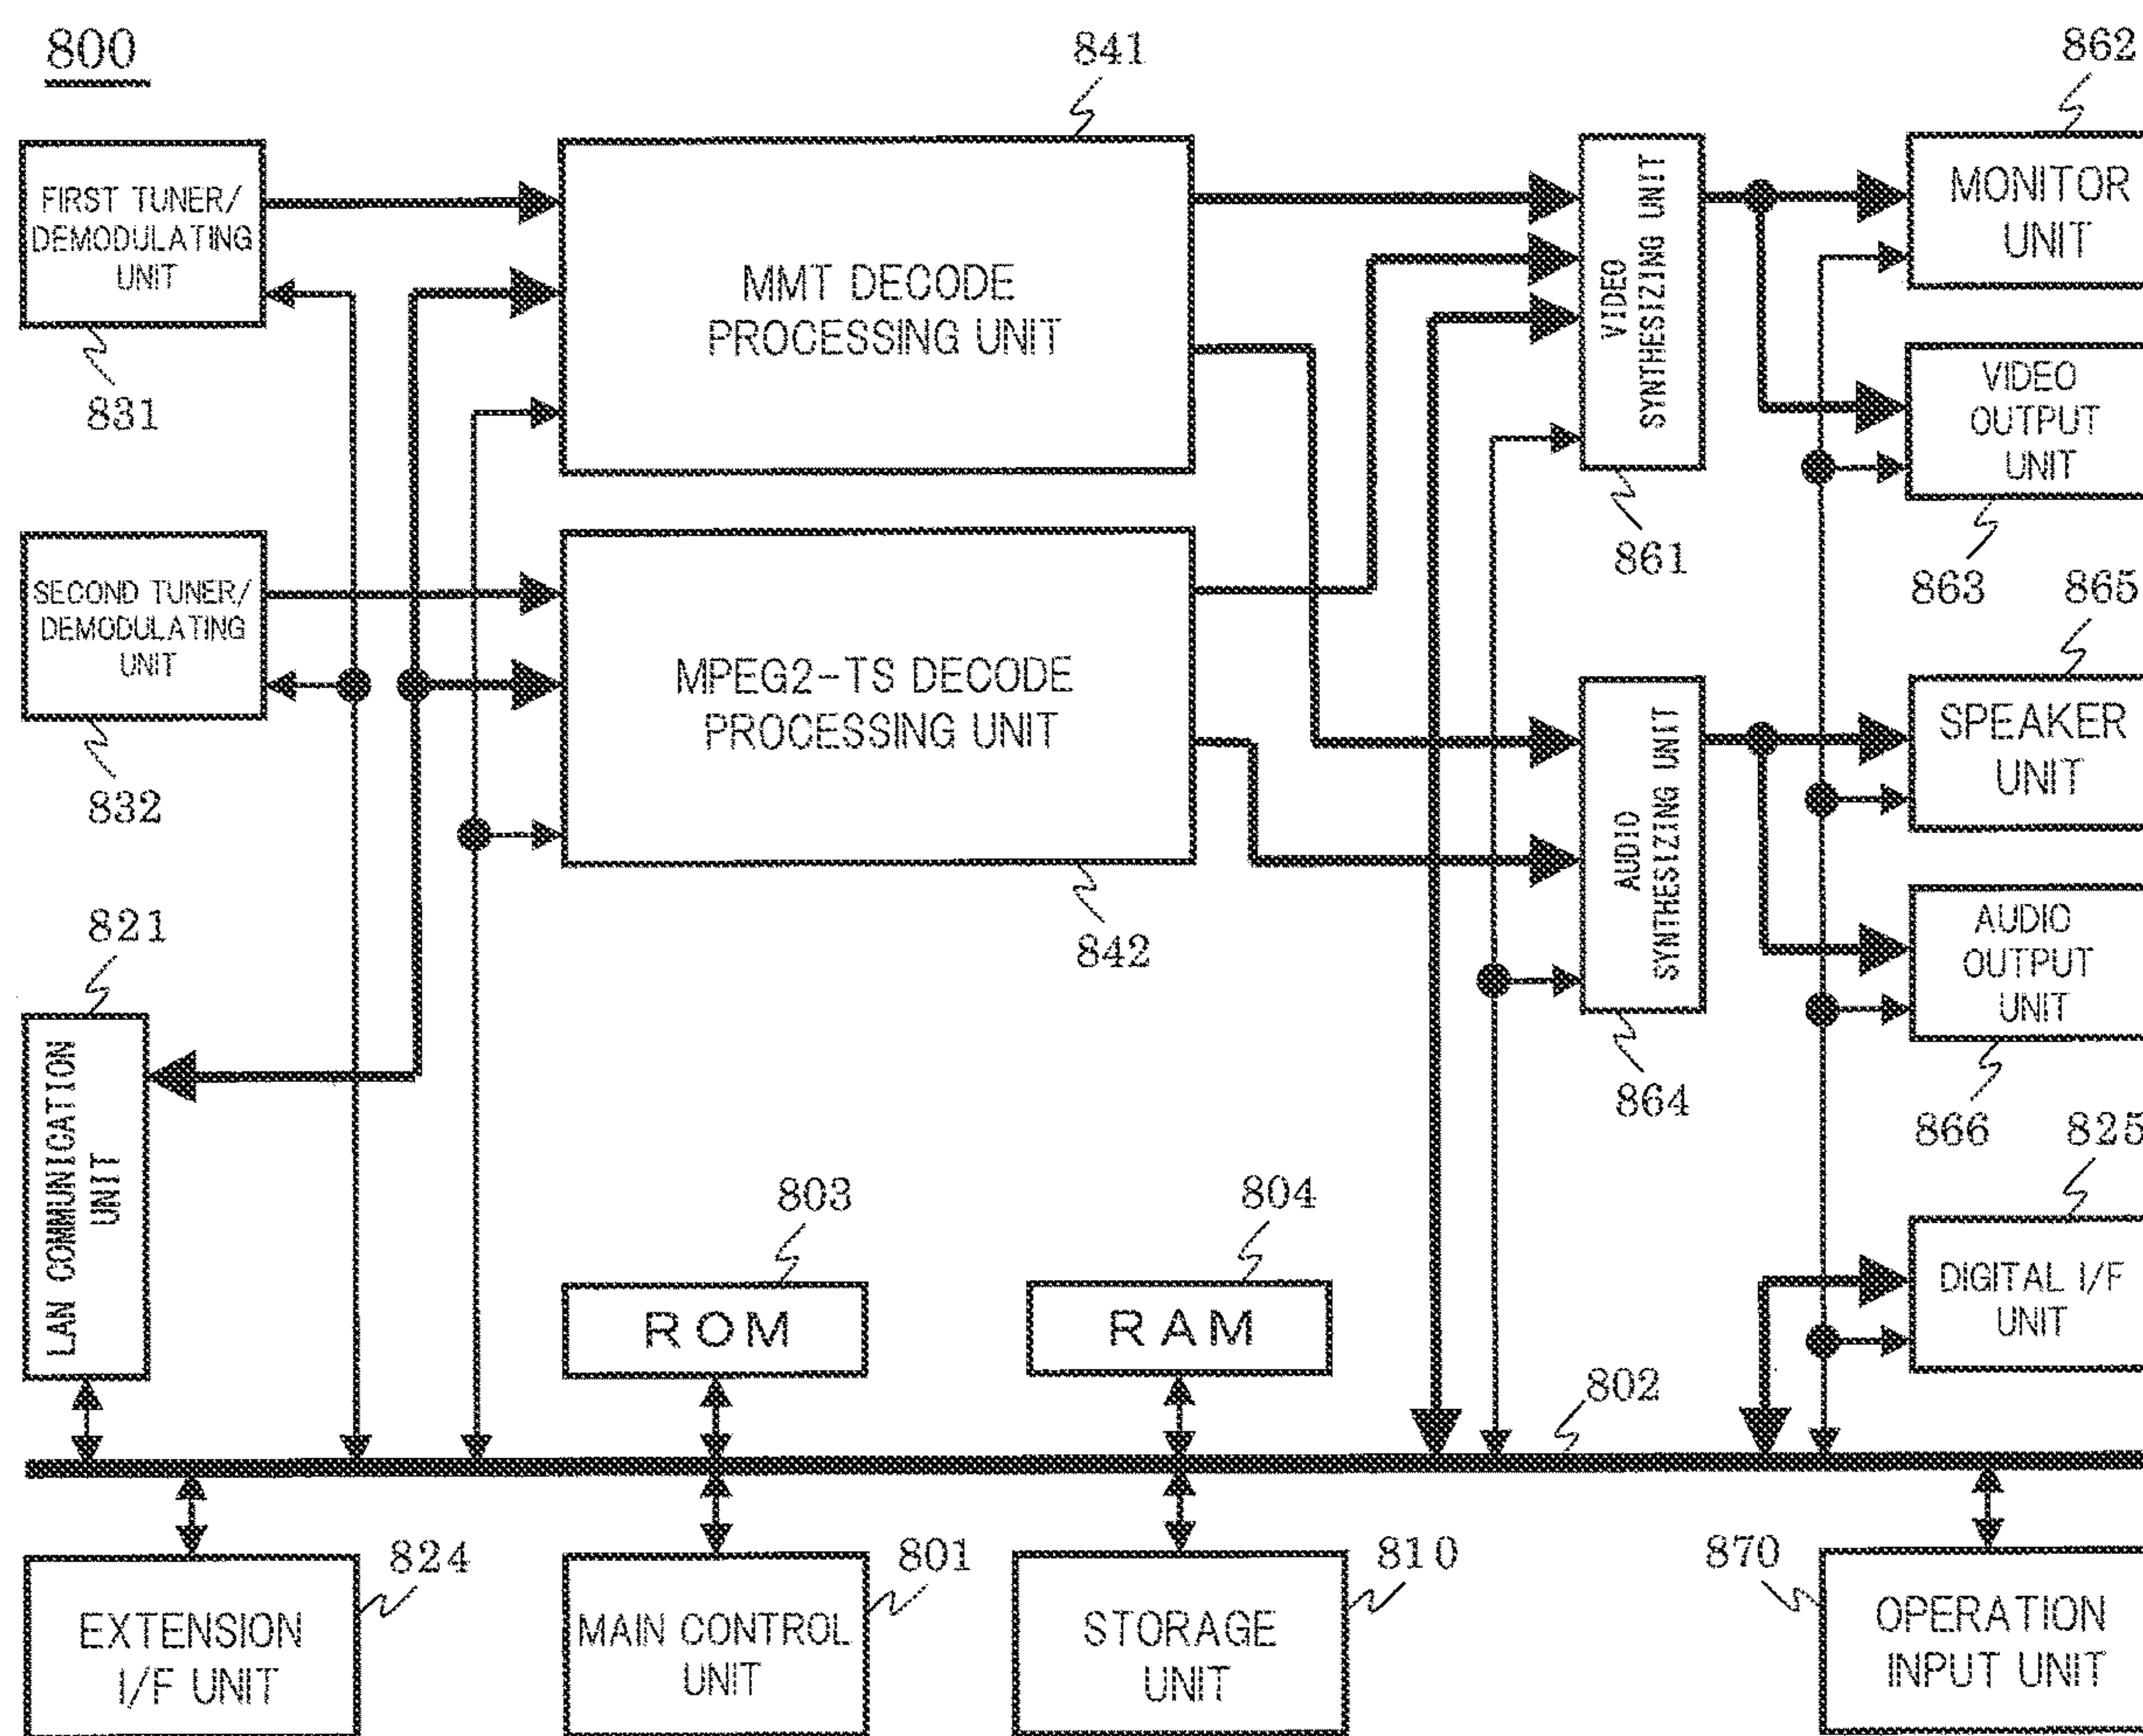 800
841
862
FIRST TUNER/
DEMODULATING
UNIT
831
MMT DECODE
PROCESSING UNIT
VIDEO
SYNTHESIZING UNIT
861
MONITOR
UNIT
VIDEO
OUTPUT
UNIT
863
865
SECOND TUNER/
DEMODULATING
UNIT
832
MPEG2-TS DECODE
PROCESSING UNIT
842
AUDIO
SYNTHESIZING UNIT
864
SPEAKER
UNIT
AUDIO
OUTPUT
UNIT
866
825
821
LAN COMMUNICATION
UNIT
803
ROM
804
RAM
802
DIGITAL I/F
UNIT
824
EXTENSION
I/F UNIT
801
MAIN CONTROL
UNIT
810
STORAGE
UNIT
870
OPERATION
INPUT UNIT